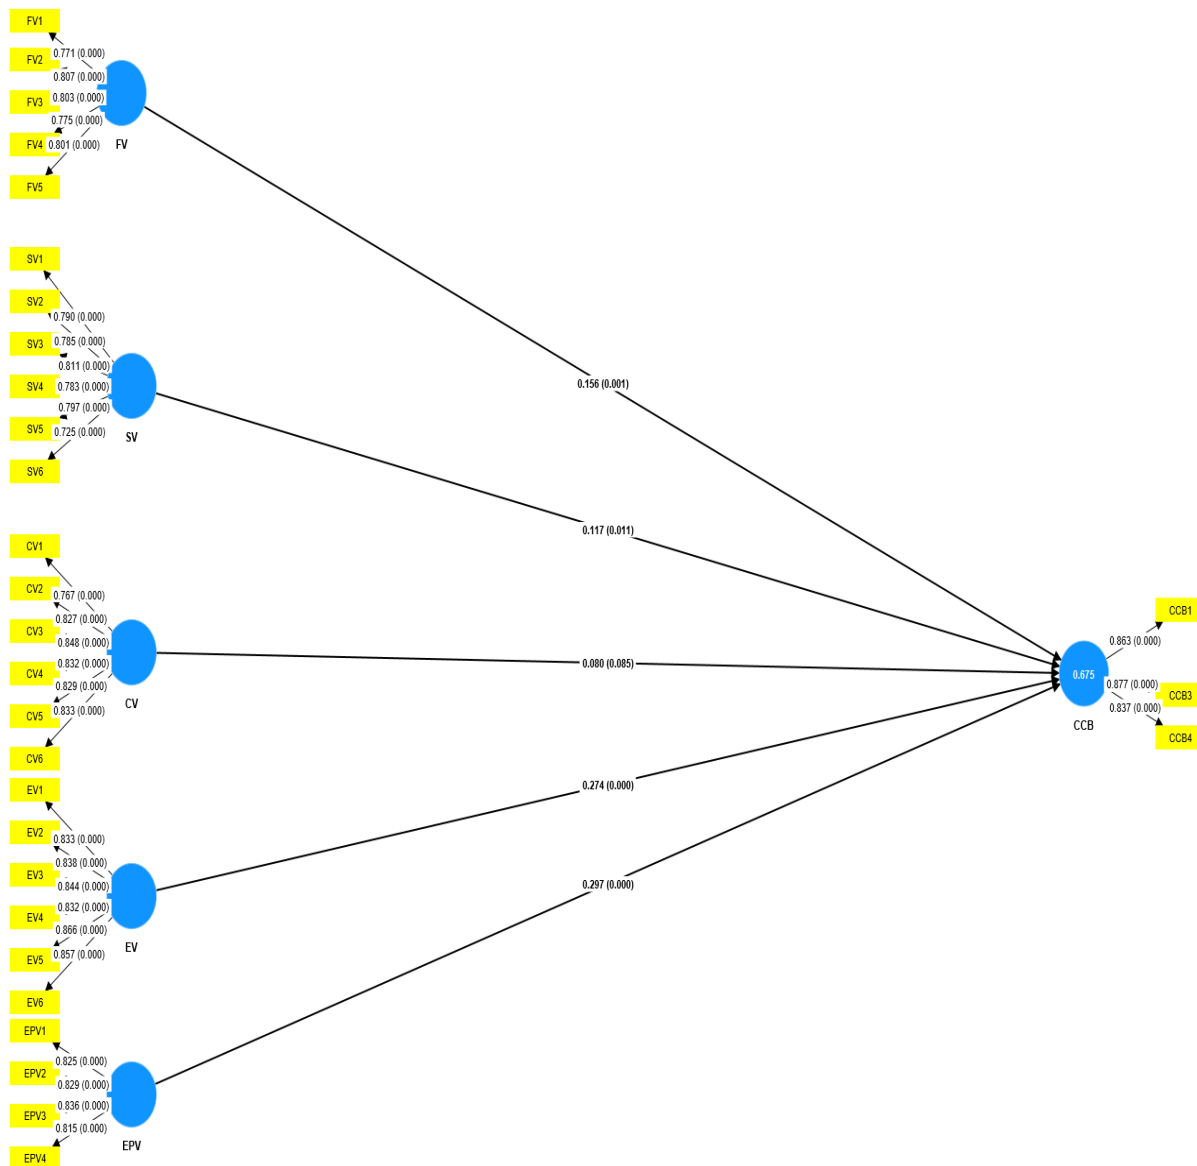 FV1
0.771 (0.000)
FV2
0.807 (0.000)
FV3
0.803 (0.000)
0.775 (0.000)
FV4
0.801 (0.000)
FV5
FV
SV1
SV2
0.790 (0.000)
0.785 (0.000)
SV3
0.811 (0.000)
SV4
0.783 (0.000)
0.797 (0.000)
SV5
0.725 (0.000)
SV6
SV
CV1
CV2
0.767 (0.000)
0.827 (0.000)
CV3
0.848 (0.000)
0.832 (0.000)
CV4
0.829 (0.000)
CV5
0.833 (0.000)
CV6
CV
EV1
EV2
0.833 (0.000)
0.838 (0.000)
EV3
0.844 (0.000)
0.832 (0.000)
EV4
0.866 (0.000)
EV5
0.857 (0.000)
EV6
EV
EPV1
0.825 (0.000)
EPV2
0.829 (0.000)
0.836 (0.000)
EPV3
0.815 (0.000)
EPV4
EPV
0.156 (0.001)
0.117 (0.011)
0.080 (0.085)
0.274 (0.000)
0.297 (0.000)
0.675
CCB
CCB1
0.863 (0.000)
0.877 (0.000)
CCB3
0.837 (0.000)
CCB4